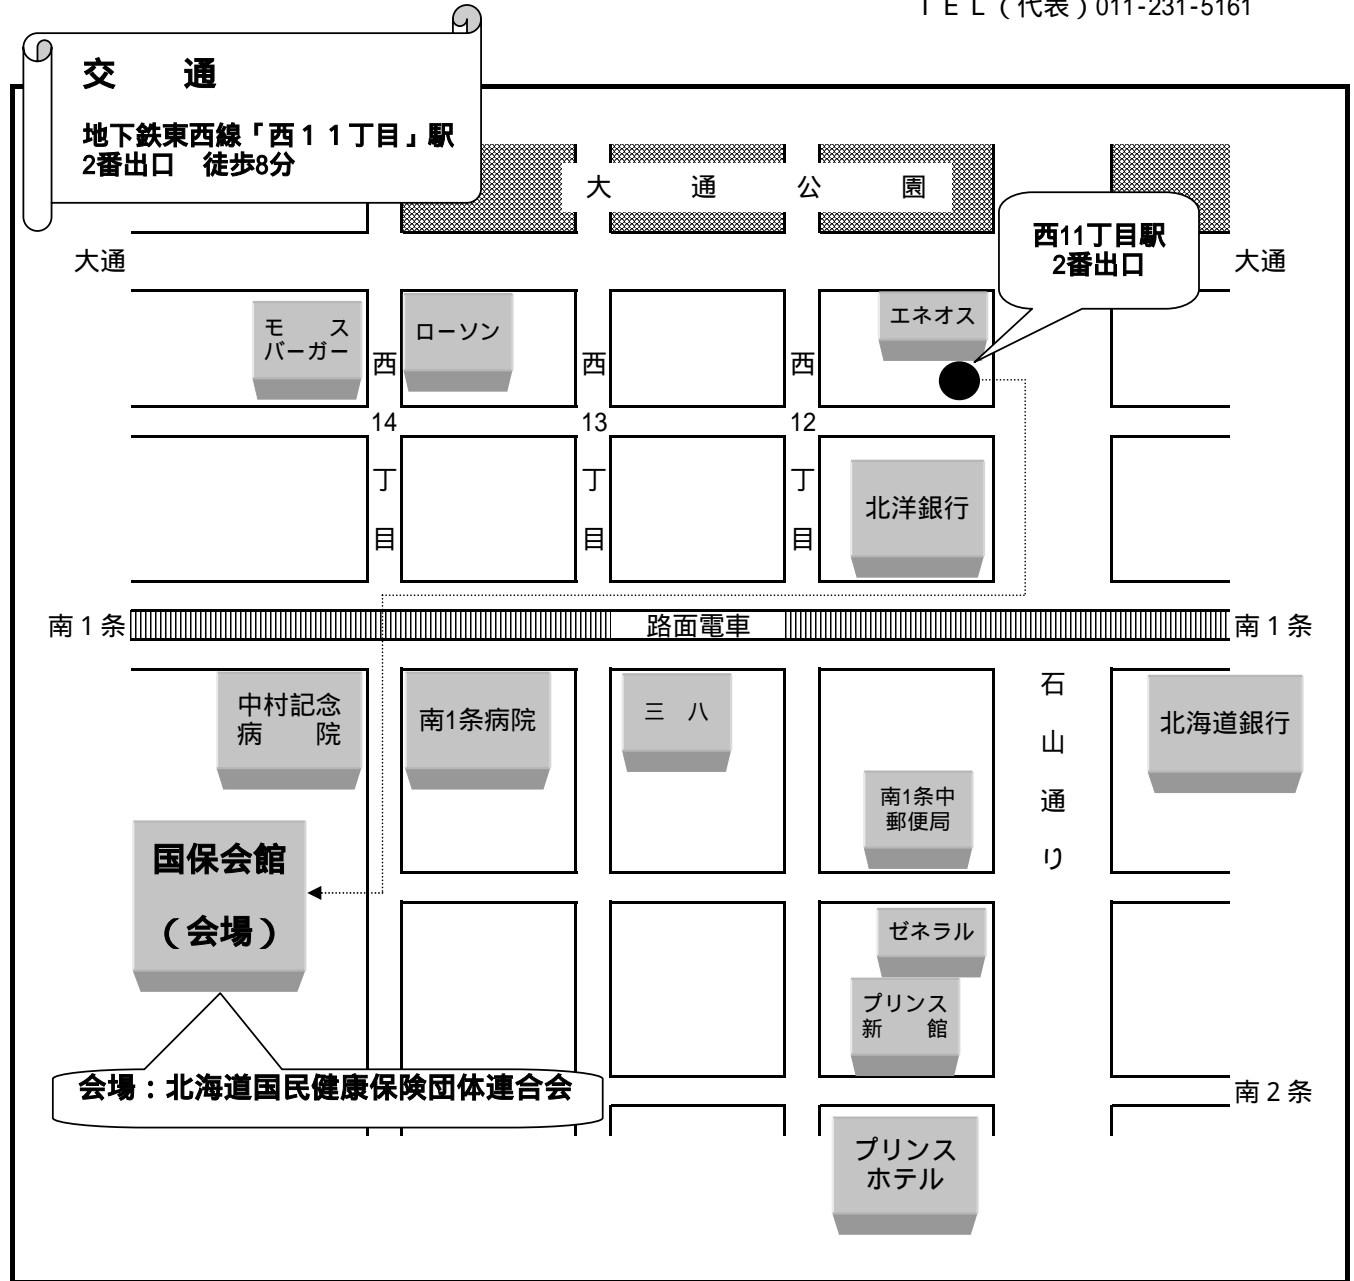 ＴＥＬ（代表）011-231-5161
交　通
地下鉄東西線「西１１丁目」駅
2番出口　徒歩8分
大　通　公　園
西11丁目駅
2番出口
大通
大通
モ　ス
バーガー
ローソン
エネオス
西
14
丁
目
西
13
丁
目
西
12
丁
目
北洋銀行
南１条
路面電車
南１条
中村記念
病　院
南1条病院
三　八
石
山
通
り
北海道銀行
南1条中
郵便局
国保会館
（会場）
ゼネラル
プリンス
新　館
会場：北海道国民健康保険団体連合会
南２条
プリンス
ホテル